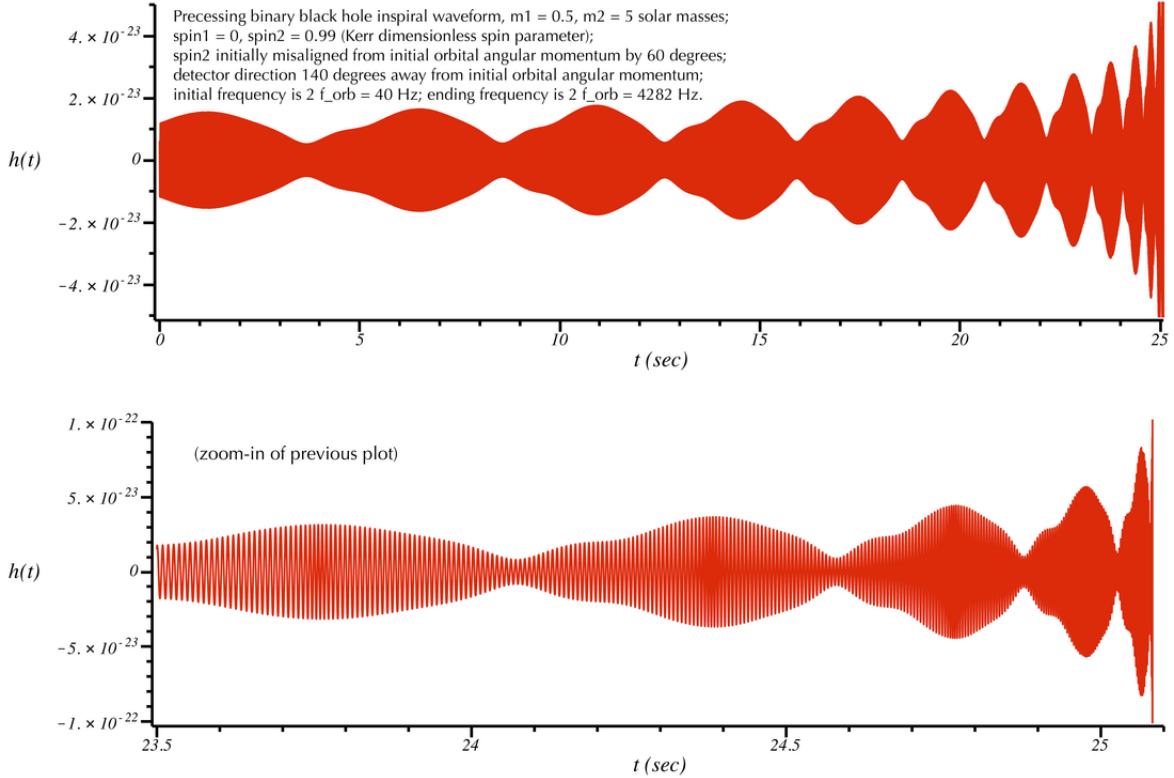 Precessing binary black hole inspiral waveform, m1 = 0.5, m2 = 5 solar masses;
spin1 = 0, spin2 = 0.99 (Kerr dimensionless spin parameter);
spin2 initially misaligned from initial orbital angular momentum by 60 degrees;
detector direction 140 degrees away from initial orbital angular momentum;
initial frequency is 2 f_orb = 40 Hz; ending frequency is 2 f_orb = 4282 Hz.
4. × 10⁻²³
2. × 10⁻²³
h(t)
0
−2. × 10⁻²³
−4. × 10⁻²³
0 5 10 15 20 25
t (sec)
1. × 10⁻²²
(zoom-in of previous plot)
5. × 10⁻²³
h(t)
0
−5. × 10⁻²³
−1. × 10⁻²²
23.5 24 24.5 25
t (sec)